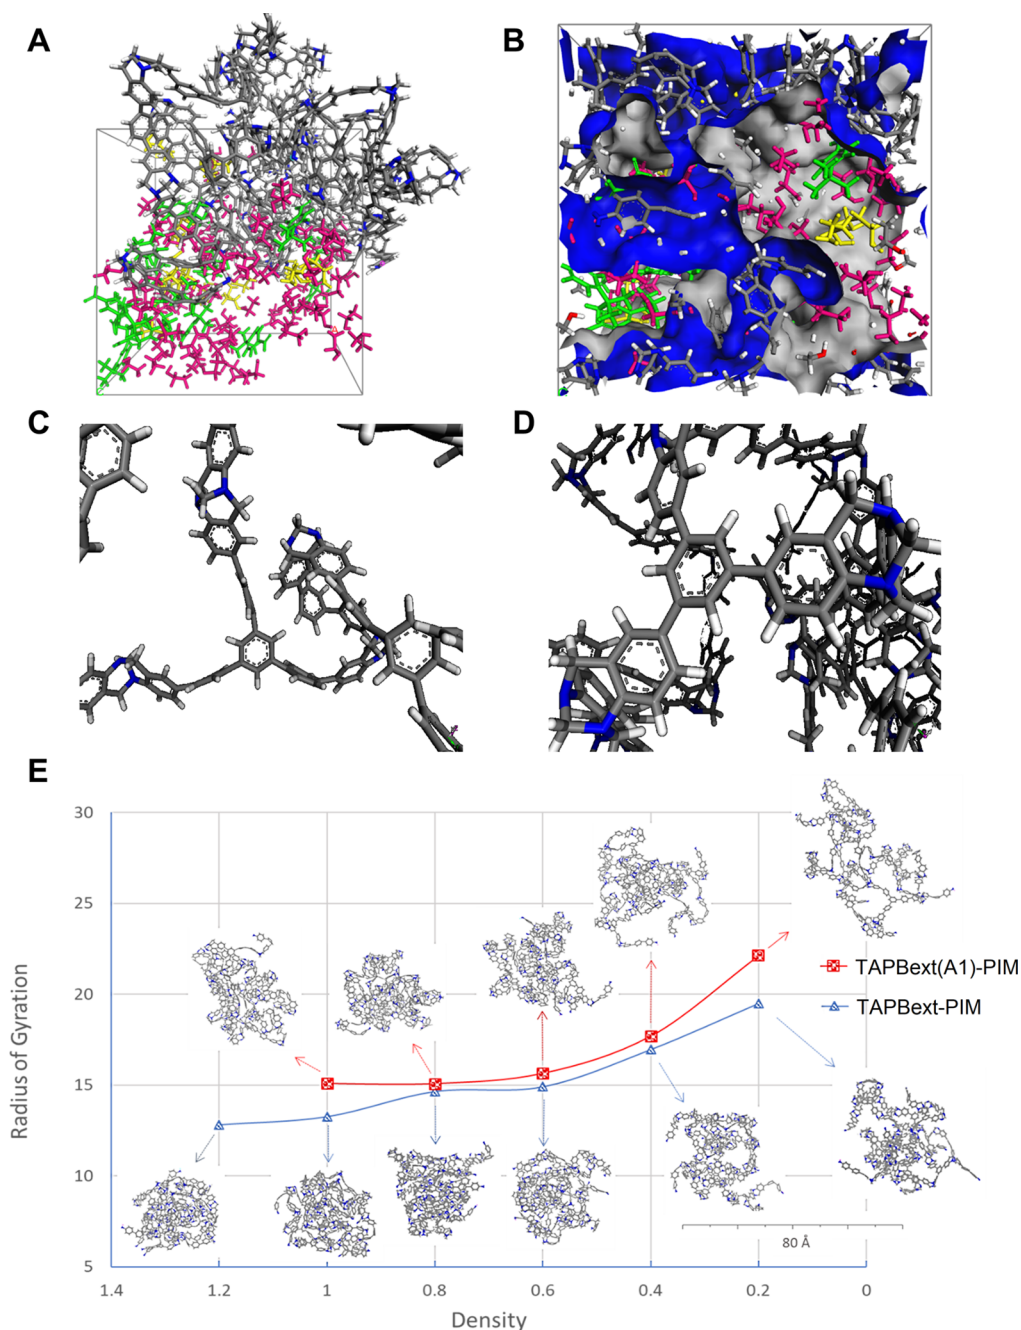 A
B
C
D
E
30
25
20
15
10
5
Radius of Gyration
TAPBext(A1)-PIM
TAPBext-PIM
80 Å
1.4
1.2
1
0.8
0.6
0.4
0.2
0
Density